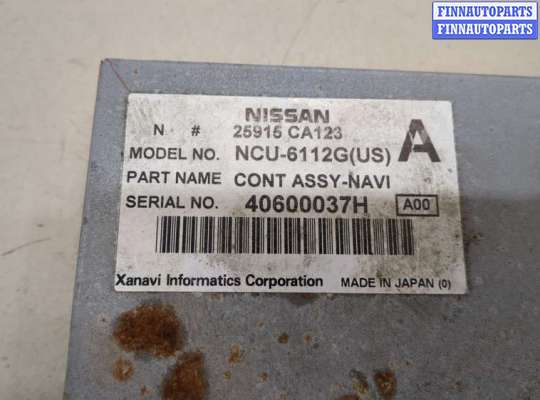 FINNAUTOPARTS
FINNAUTOPARTS
NISSAN
N # 25915 CA123
A
MODEL NO. NCU-6112G(US)
PART NAME CONT ASSY-NAVI
SERIAL NO. 40600037H A00
Xanavi Informatics Corporation MADE IN JAPAN (0)